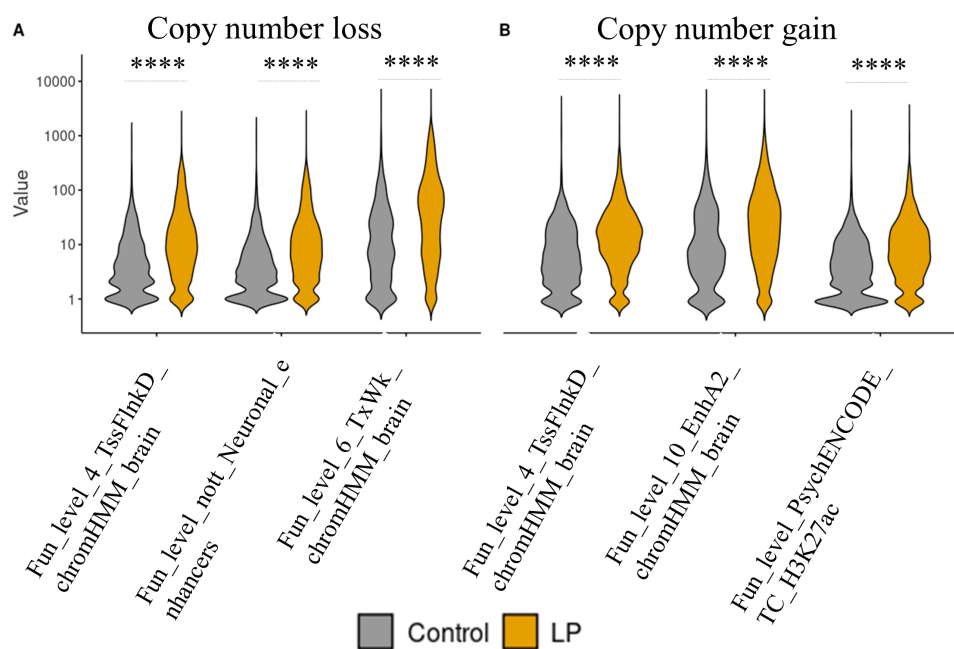 A
Copy number loss
B
Copy number gain
**** **** ****
**** **** ****
Value
10000
1000
100
10
1
Fun_level_4_TssFlnkD_
chromHMM_brain
Fun_level_nott_Neuronal_e
nhancers
Fun_level_6_TxWk_
chromHMM_brain
Fun_level_4_TssFlnkD_
chromHMM_brain
Fun_level_10_EnhA2_
chromHMM_brain
Fun_level_PsychENCODE_
TC_H3K27ac
Control
LP